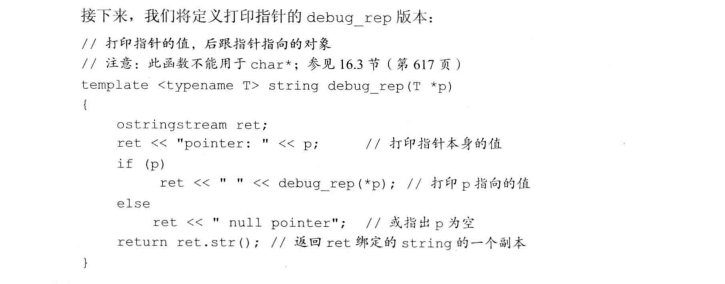 接下来，我们将定义打印指针的 debug_rep 版本：
// 打印指针的值，后跟指针指向的对象
// 注意：此函数不能用于 char*；参见 16.3 节（第 617 页）
template <typename T> string debug_rep(T *p)
{
    ostringstream ret;
    ret << "pointer: " << p;      // 打印指针本身的值
    if (p)
        ret << " " << debug_rep(*p); // 打印 p 指向的值
    else
        ret << " null pointer";  // 或指出 p 为空
    return ret.str(); // 返回 ret 绑定的 string 的一个副本
}